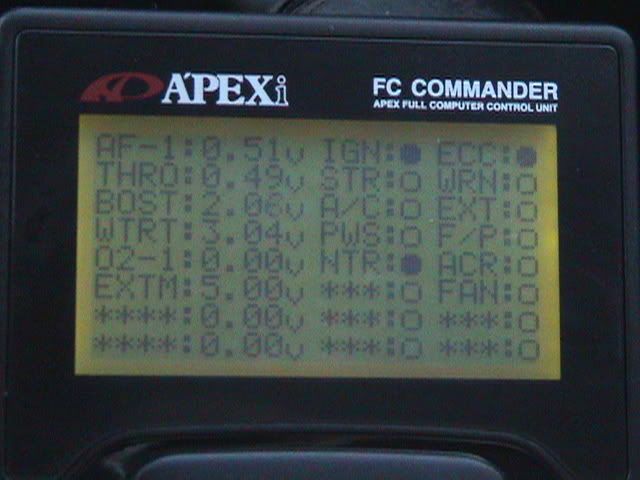 A'PEXi
FC COMMANDER
APEX FULL COMPUTER CONTROL UNIT
AF-1:0.51v IGN:● ECC:●
THRO:0.49v STR:○ WRN:○
BOST:2.06v A/C:○ EXT:○
WTRT:3.04v PWS:○ F/P:○
O2-1:0.00v NTR:● ACR:○
EXTM:5.00v ***:○ FAN:○
****:0.00v ***:○ ***:○
****:0.00v ***:○ ***:○